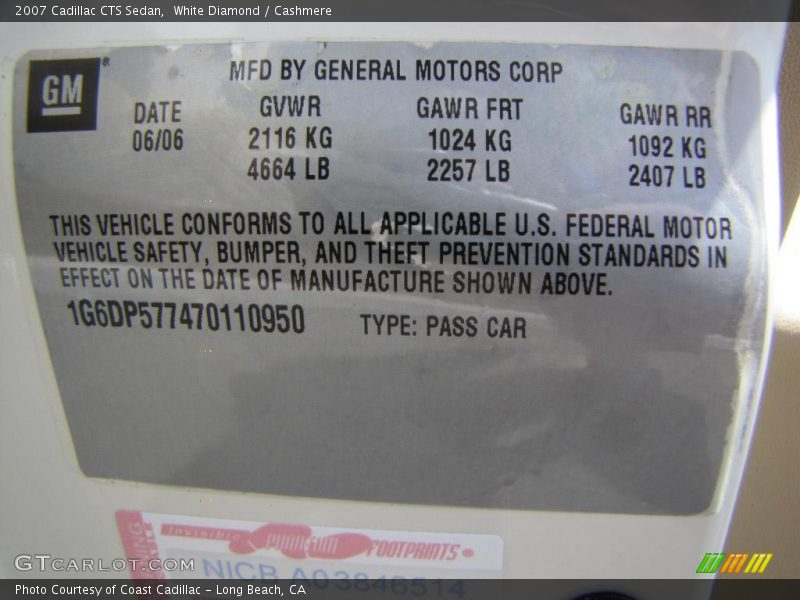 2007 Cadillac CTS Sedan, White Diamond / Cashmere
GM®
MFD BY GENERAL MOTORS CORP
DATE GVWR GAWR FRT GAWR RR
06/06 2116 KG 1024 KG 1092 KG
4664 LB 2257 LB 2407 LB
THIS VEHICLE CONFORMS TO ALL APPLICABLE U.S. FEDERAL MOTOR
VEHICLE SAFETY, BUMPER, AND THEFT PREVENTION STANDARDS IN
EFFECT ON THE DATE OF MANUFACTURE SHOWN ABOVE.
1G6DP577470110950 TYPE: PASS CAR
Invisible FOOTPRINTS
NICB A03846514
GTCARLOT.COM
Photo Courtesy of Coast Cadillac - Long Beach, CA